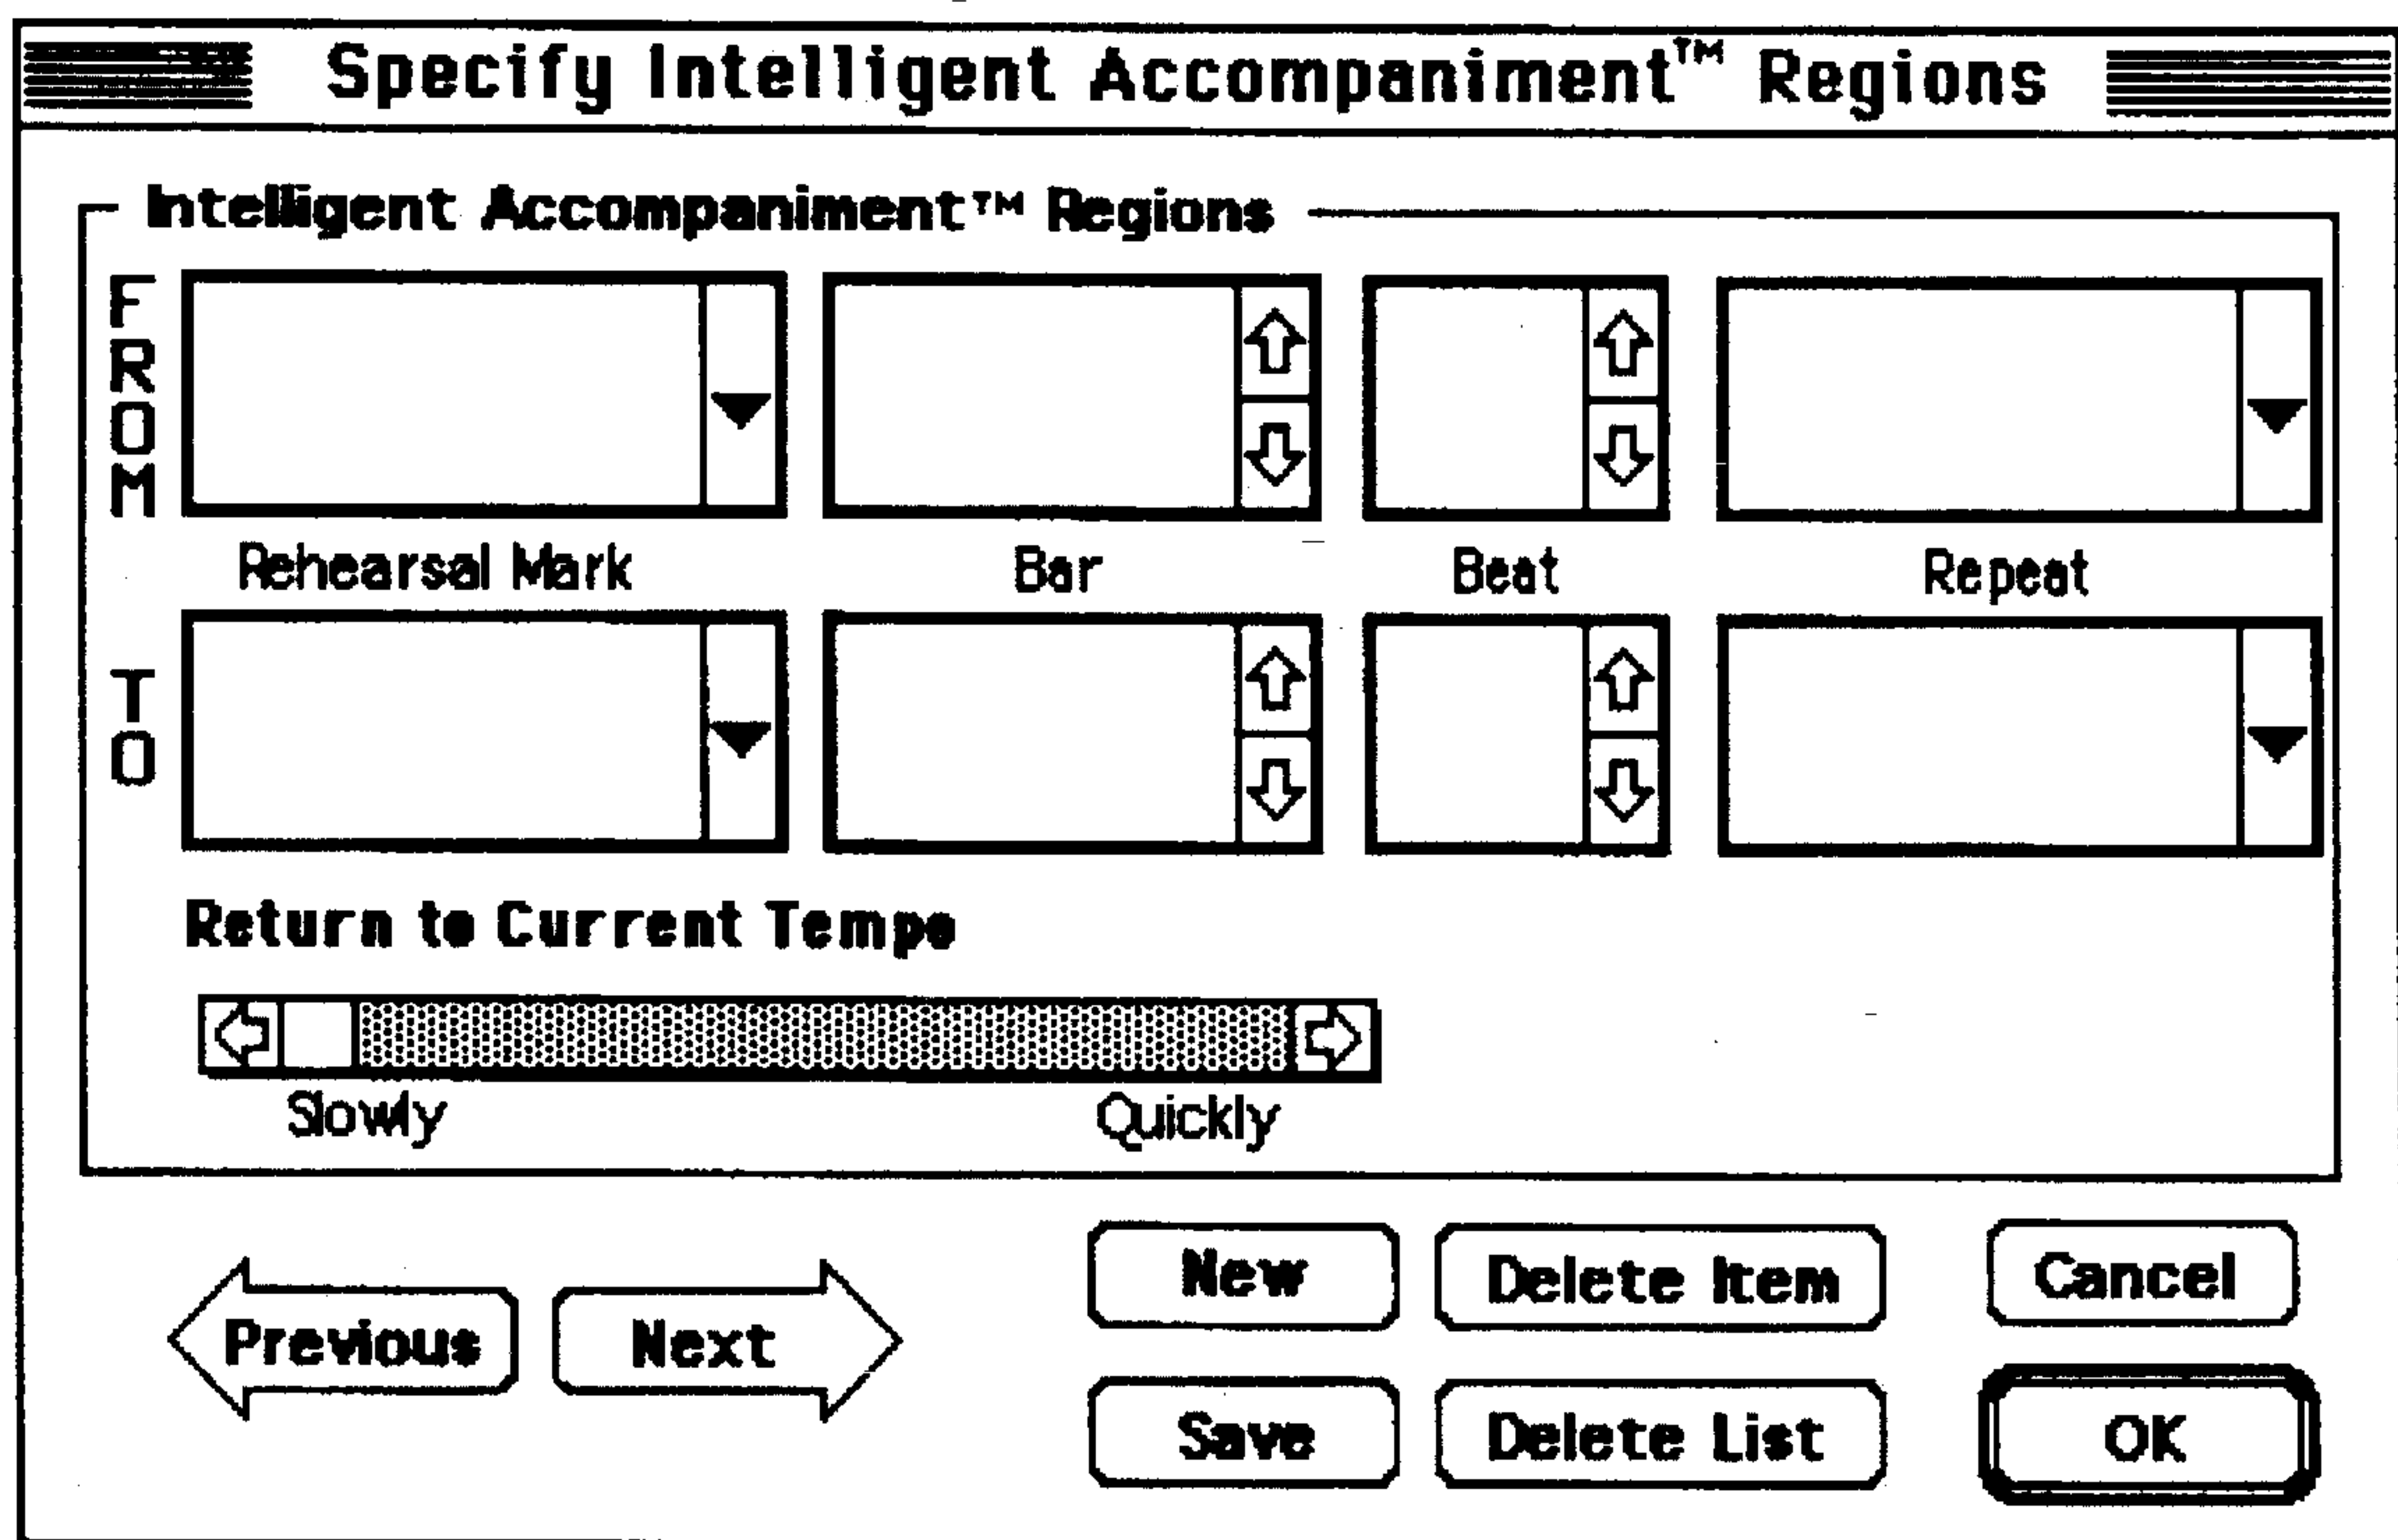 Specify Intelligent Accompaniment™ Regions
Intelligent Accompaniment™ Regions
FROM
Rehearsal Mark Bar Beat Repeat
TO
Return to Current Tempo
Slowly Quickly
New Delete Item Cancel
Previous Next
Save Delete List OK